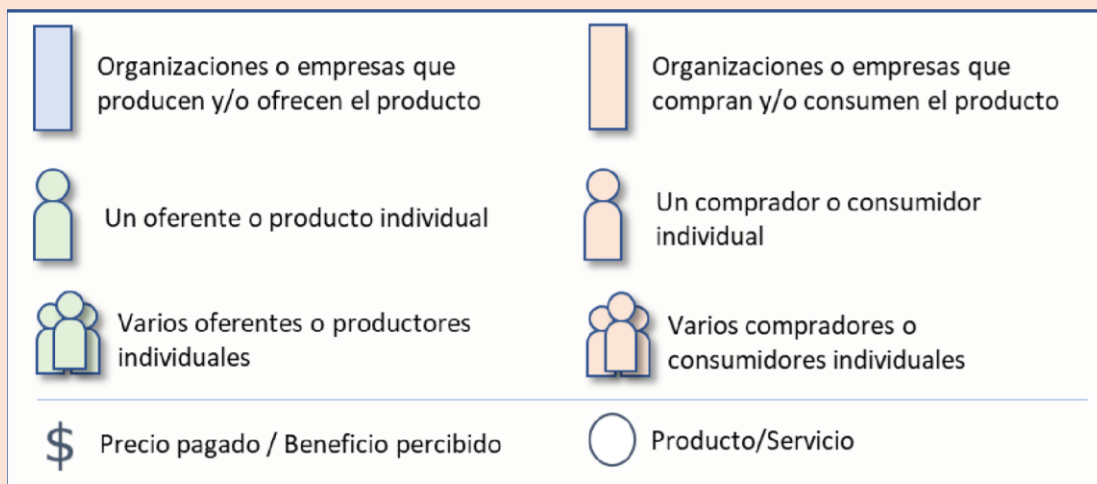 Organizaciones o empresas que
producen y/o ofrecen el producto
Organizaciones o empresas que
compran y/o consumen el producto
Un oferente o producto individual
Un comprador o consumidor
individual
Varios oferentes o productores
individuales
Varios compradores o
consumidores individuales
$ Precio pagado / Beneficio percibido
Producto/Servicio